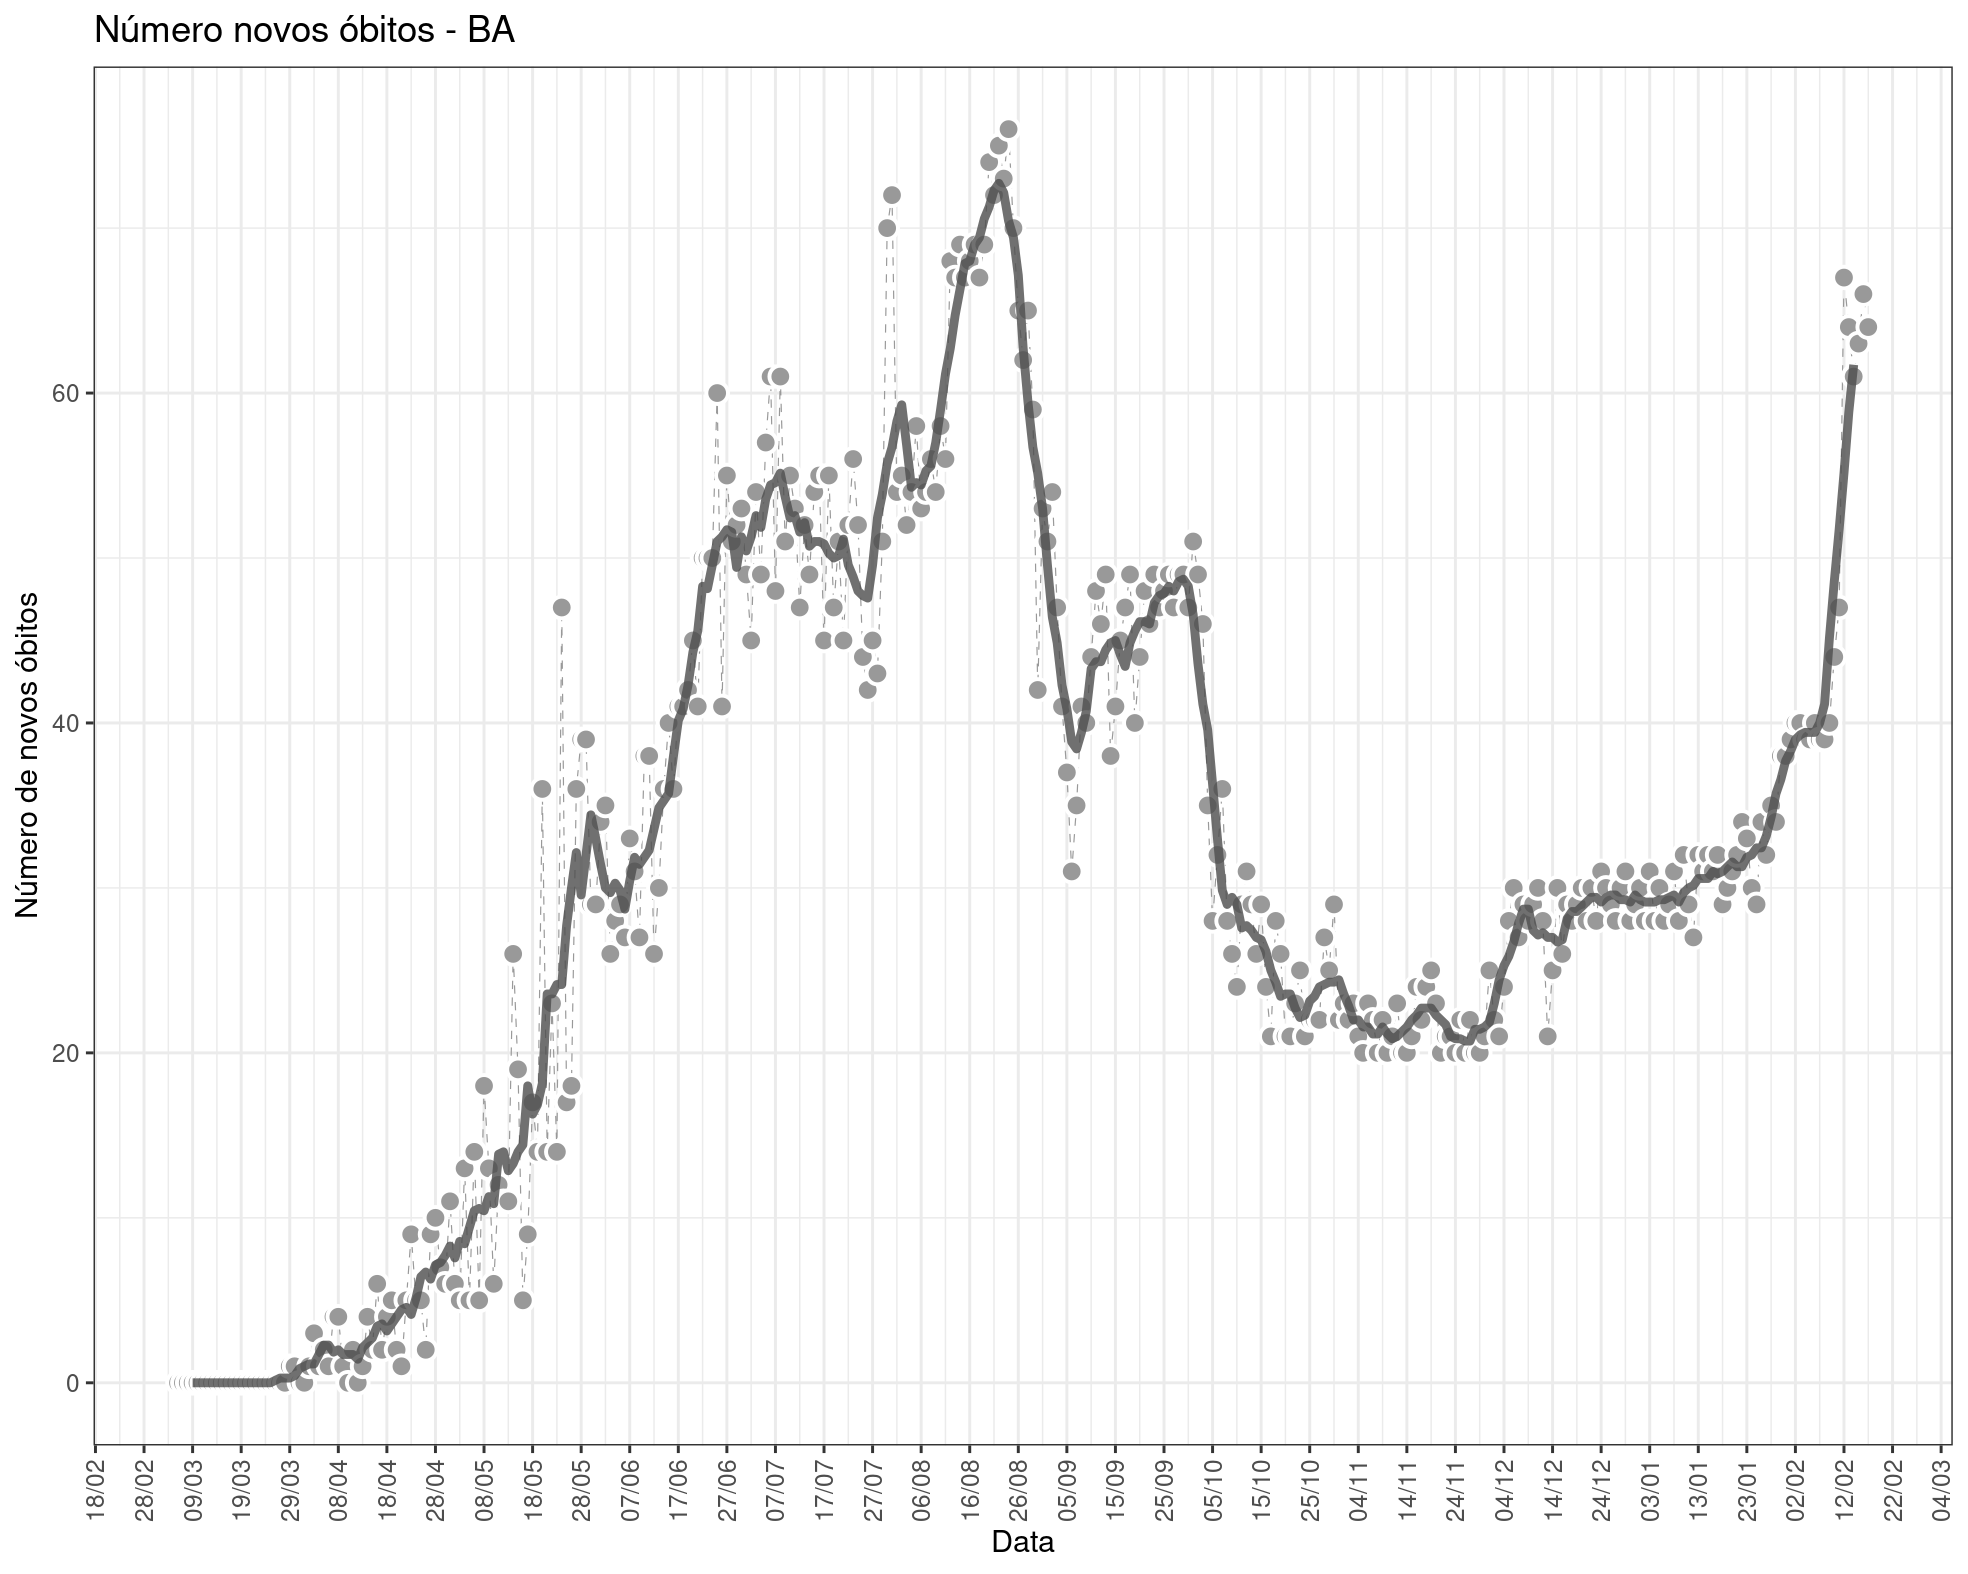 Número novos óbitos - BA
Número de novos óbitos
60
40
20
0
18/02 28/02 09/03 19/03 29/03 08/04 18/04 28/04 08/05 18/05 28/05 07/06 17/06 27/06 07/07 17/07 27/07 06/08 16/08 26/08 05/09 15/09 25/09 05/10 15/10 25/10 04/11 14/11 24/11 04/12 14/12 24/12 03/01 13/01 23/01 02/02 12/02 22/02 04/03
Data